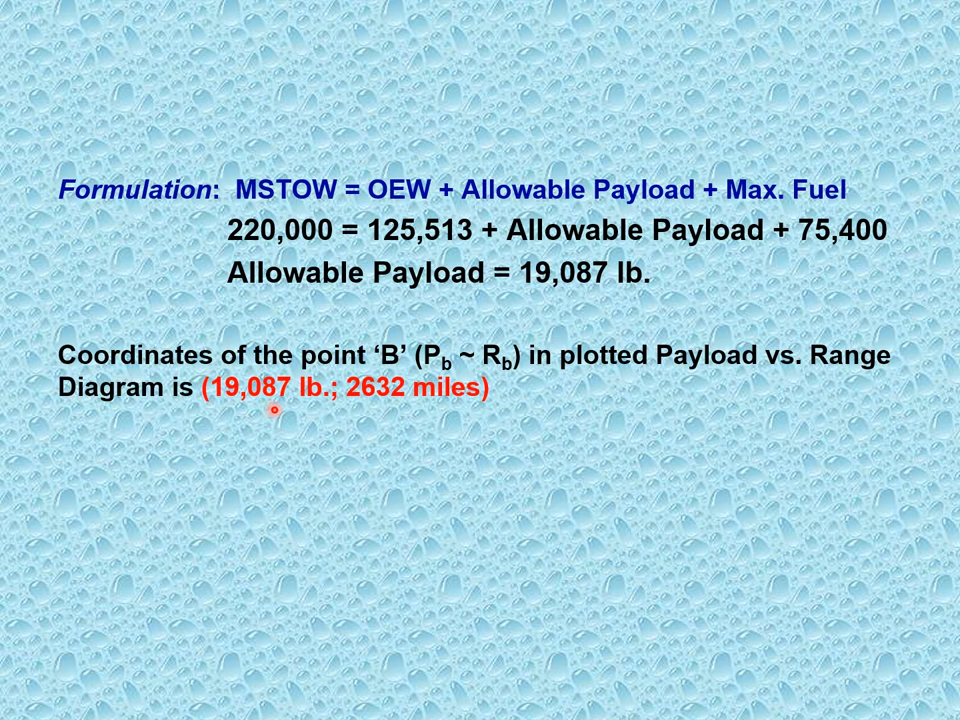 Formulation: MSTOW = OEW + Allowable Payload + Max. Fuel
220,000 = 125,513 + Allowable Payload + 75,400
Allowable Payload = 19,087 lb.
Coordinates of the point ‘B’ (Pb ~ Rb) in plotted Payload vs. Range
Diagram is (19,087 lb.; 2632 miles)